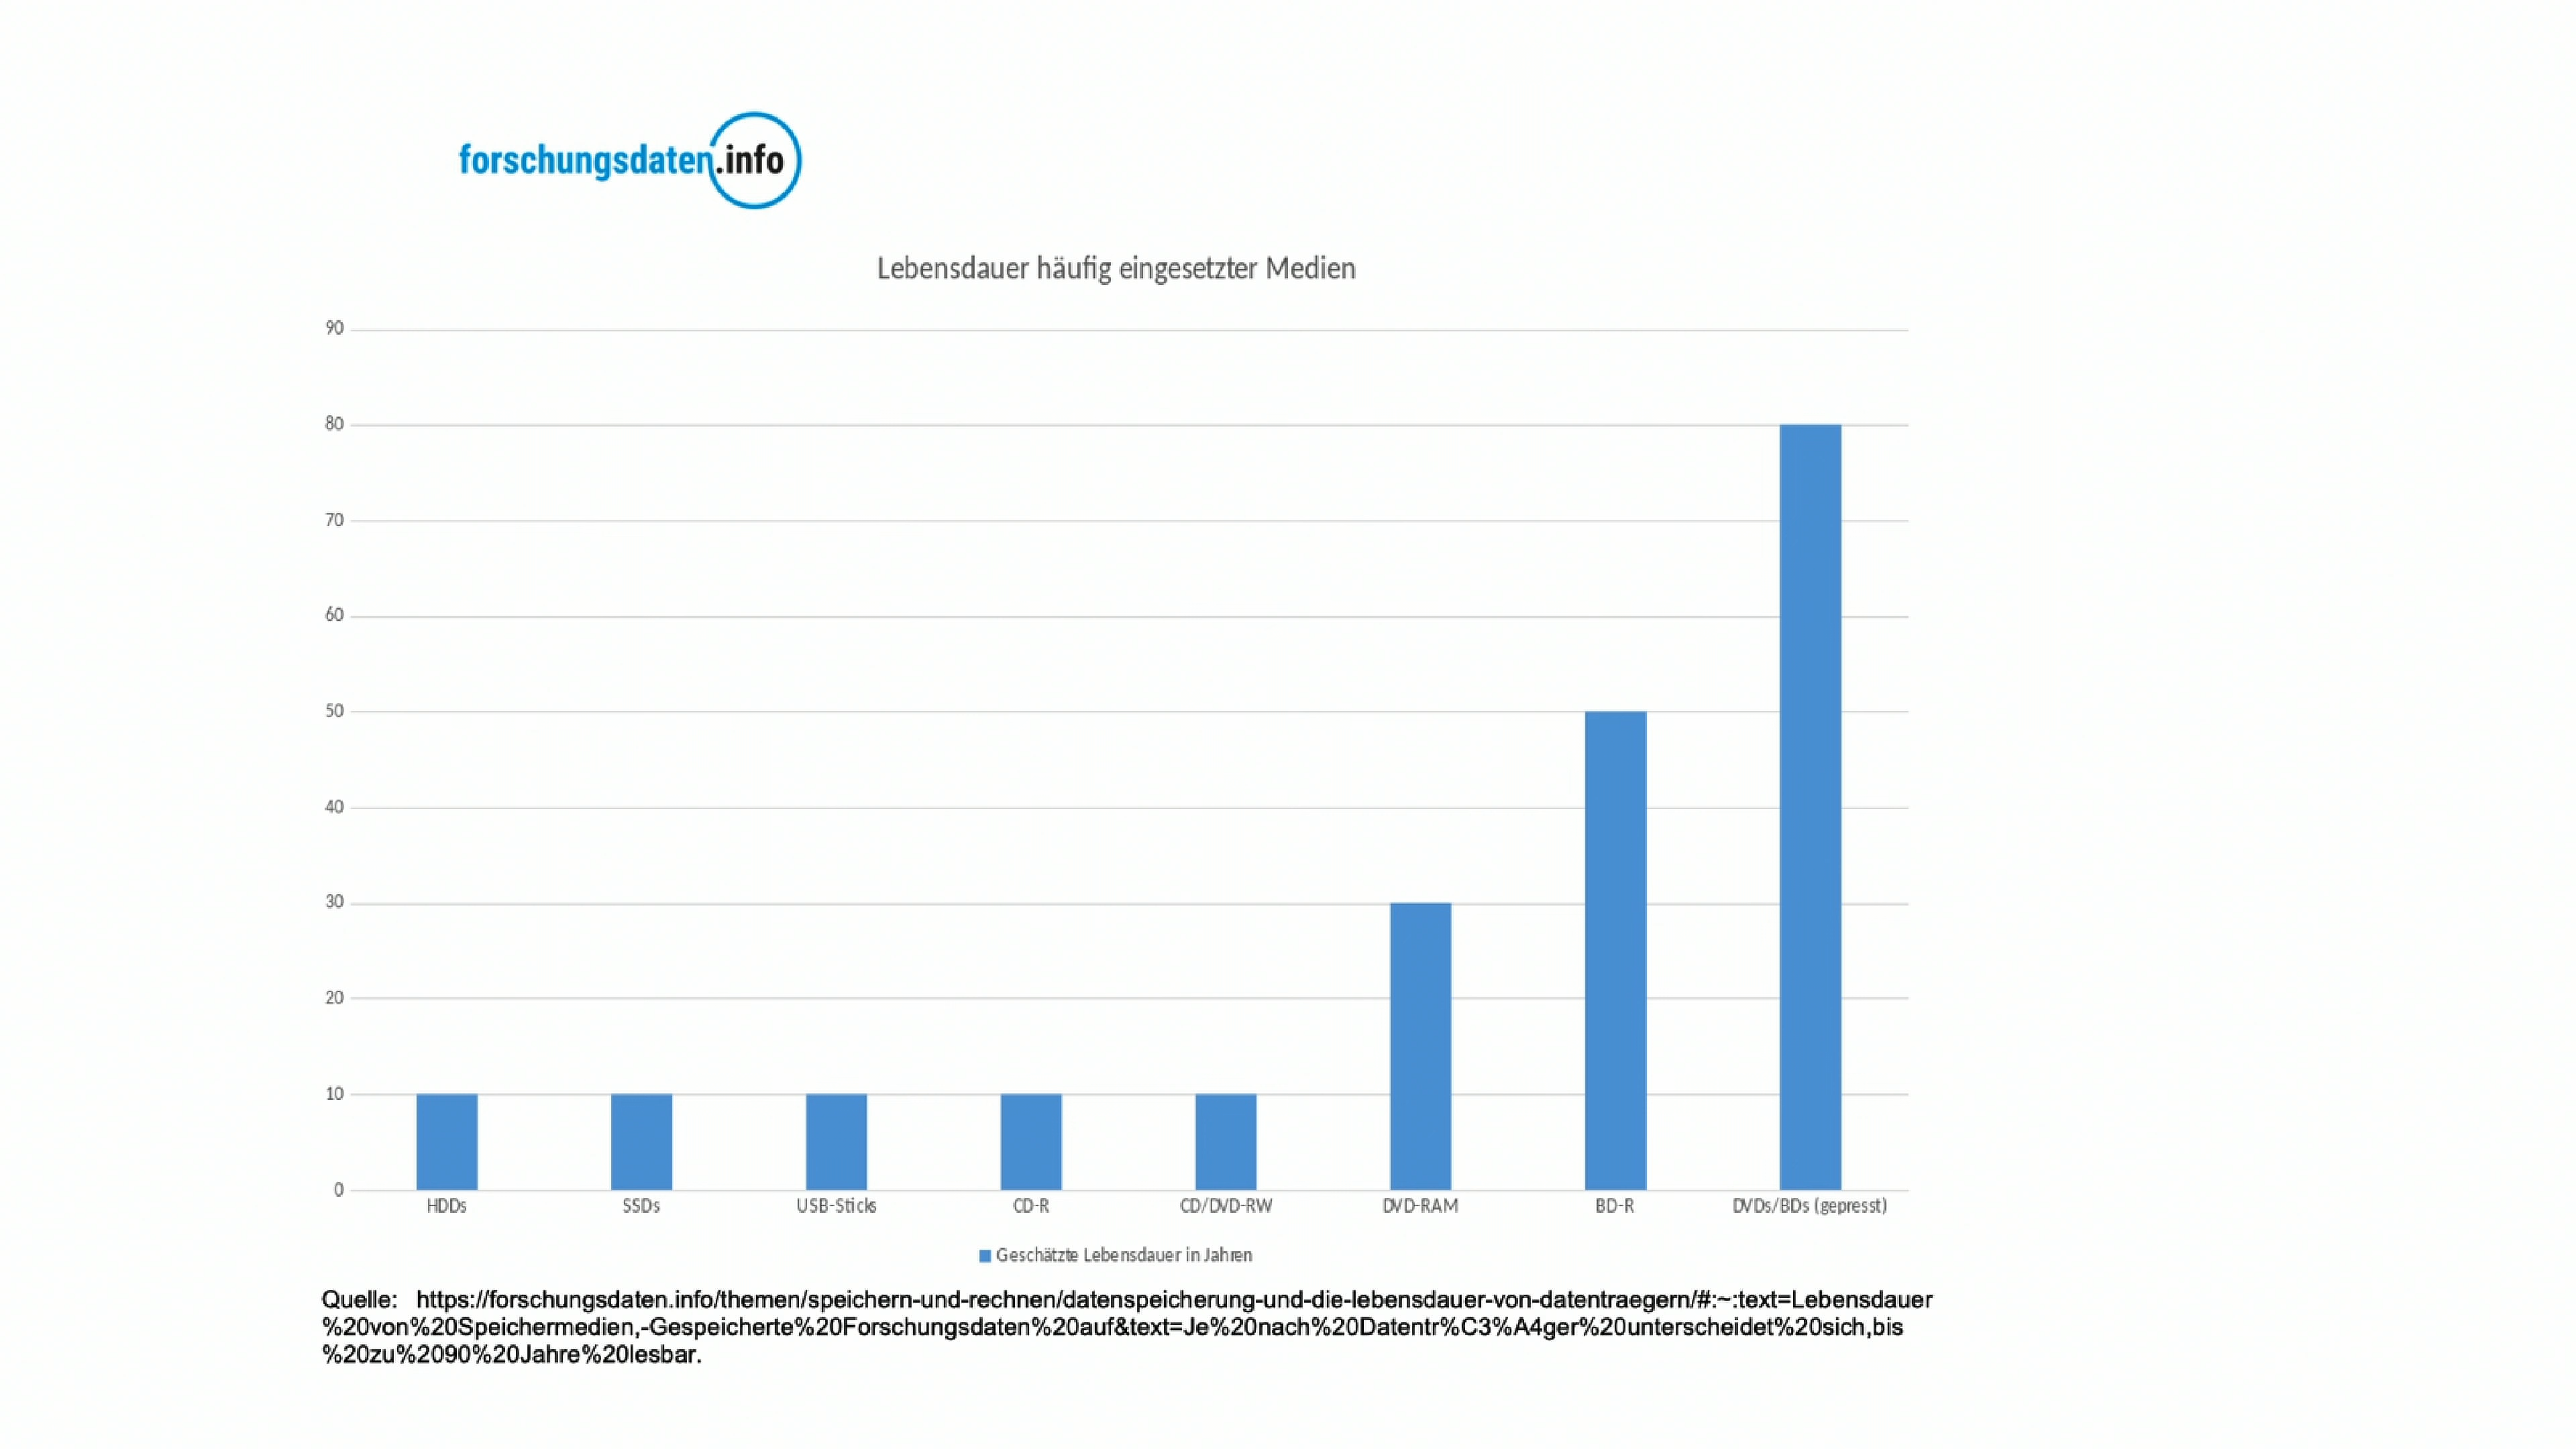 forschungsdaten.info
Lebensdauer häufig eingesetzter Medien
90
80
70
60
50
40
30
20
10
0
HDDs SSDs USB-Sticks CD-R CD/DVD-RW DVD-RAM BD-R DVDs/BDs (gepresst)
Geschätzte Lebensdauer in Jahren
Quelle: https://forschungsdaten.info/themen/speichern-und-rechnen/datenspeicherung-und-die-lebensdauer-von-datentraegern/#:~:text=Lebensdauer
%20von%20Speichermedien,-Gespeicherte%20Forschungsdaten%20auf&text=Je%20nach%20Datentr%C3%A4ger%20unterscheidet%20sich,bis
%20zu%2090%20Jahre%20lesbar.